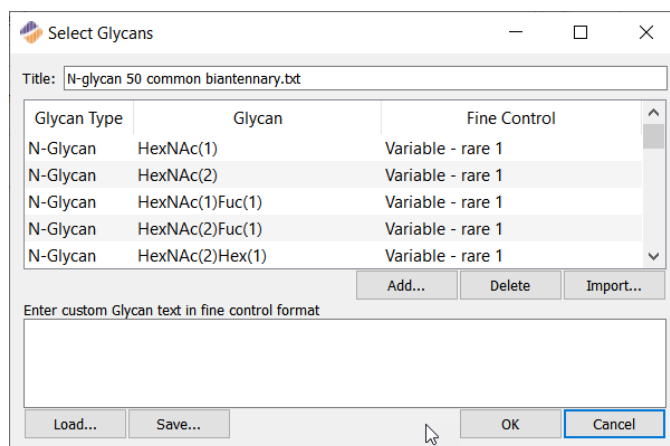 Select Glycans
Title: N-glycan 50 common biantennary.txt
Glycan Type Glycan Fine Control
N-Glycan HexNAc(1) Variable - rare 1
N-Glycan HexNAc(2) Variable - rare 1
N-Glycan HexNAc(1)Fuc(1) Variable - rare 1
N-Glycan HexNAc(2)Fuc(1) Variable - rare 1
N-Glycan HexNAc(2)Hex(1) Variable - rare 1
Add... Delete Import...
Enter custom Glycan text in fine control format
Load... Save... OK Cancel